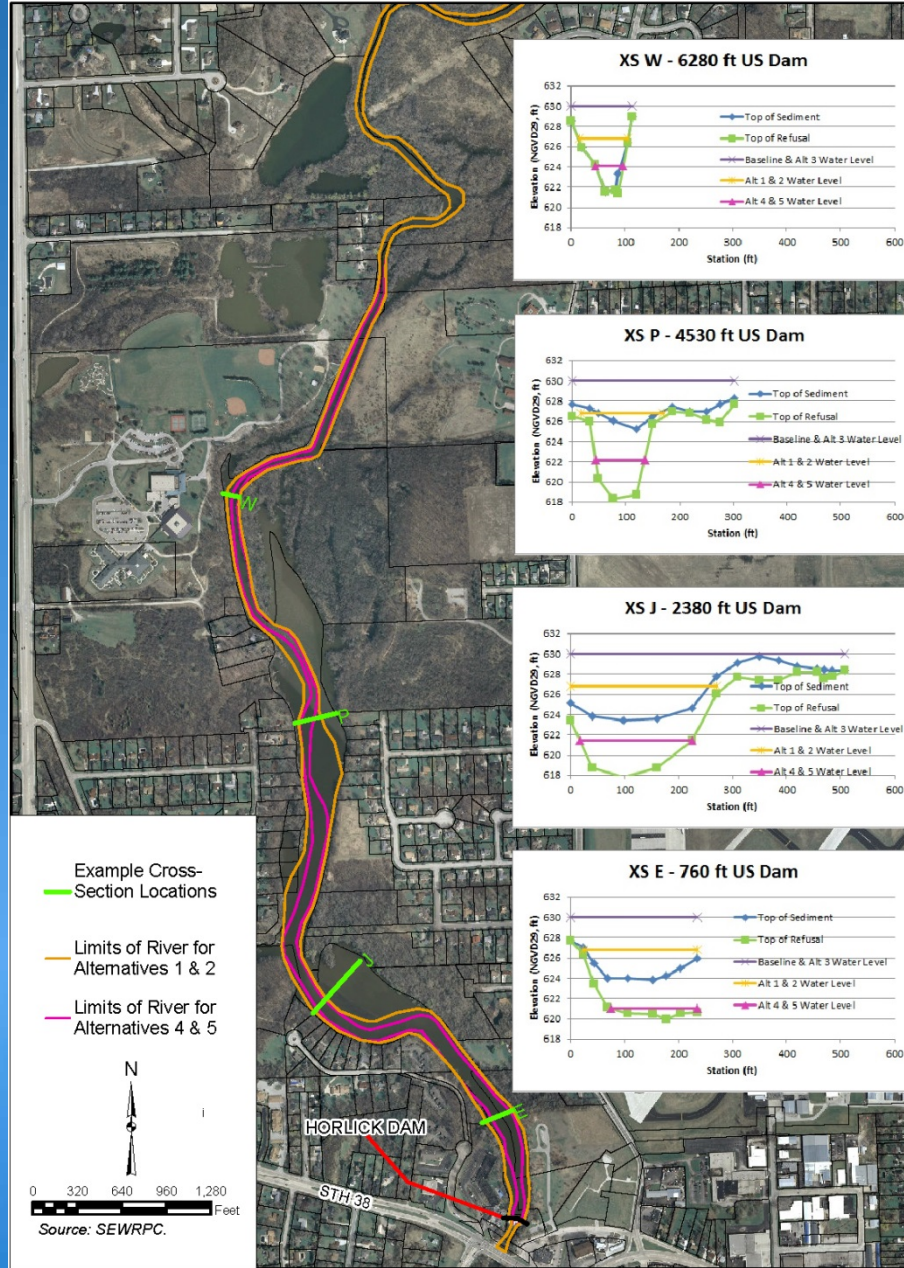 XS W - 6280 ft US Dam
Elevation (NGVD29, ft)
632
630
628
626
624
622
620
618
0 100 200 300 400 500 600
Station (ft)
Top of Sediment
Top of Refusal
Baseline & Alt 3 Water Level
Alt 1 & 2 Water Level
Alt 4 & 5 Water Level
XS P - 4530 ft US Dam
Elevation (NGVD29, ft)
632
630
628
626
624
622
620
618
0 100 200 300 400 500 600
Station (ft)
Top of Sediment
Top of Refusal
Baseline & Alt 3 Water Level
Alt 1 & 2 Water Level
Alt 4 & 5 Water Level
XS J - 2380 ft US Dam
Elevation (NGVD29, ft)
632
630
628
626
624
622
620
618
0 100 200 300 400 500 600
Station (ft)
Top of Sediment
Top of Refusal
Baseline & Alt 3 Water Level
Alt 1 & 2 Water Level
Alt 4 & 5 Water Level
XS E - 760 ft US Dam
Elevation (NGVD29, ft)
632
630
628
626
624
622
620
618
0 100 200 300 400 500 600
Station (ft)
Top of Sediment
Top of Refusal
Baseline & Alt 3 Water Level
Alt 1 & 2 Water Level
Alt 4 & 5 Water Level
W
P
J
E
HORLICK DAM
STH 38
Example Cross-
Section Locations
Limits of River for
Alternatives 1 & 2
Limits of River for
Alternatives 4 & 5
N
i
0 320 640 960 1,280
Feet
Source: SEWRPC.